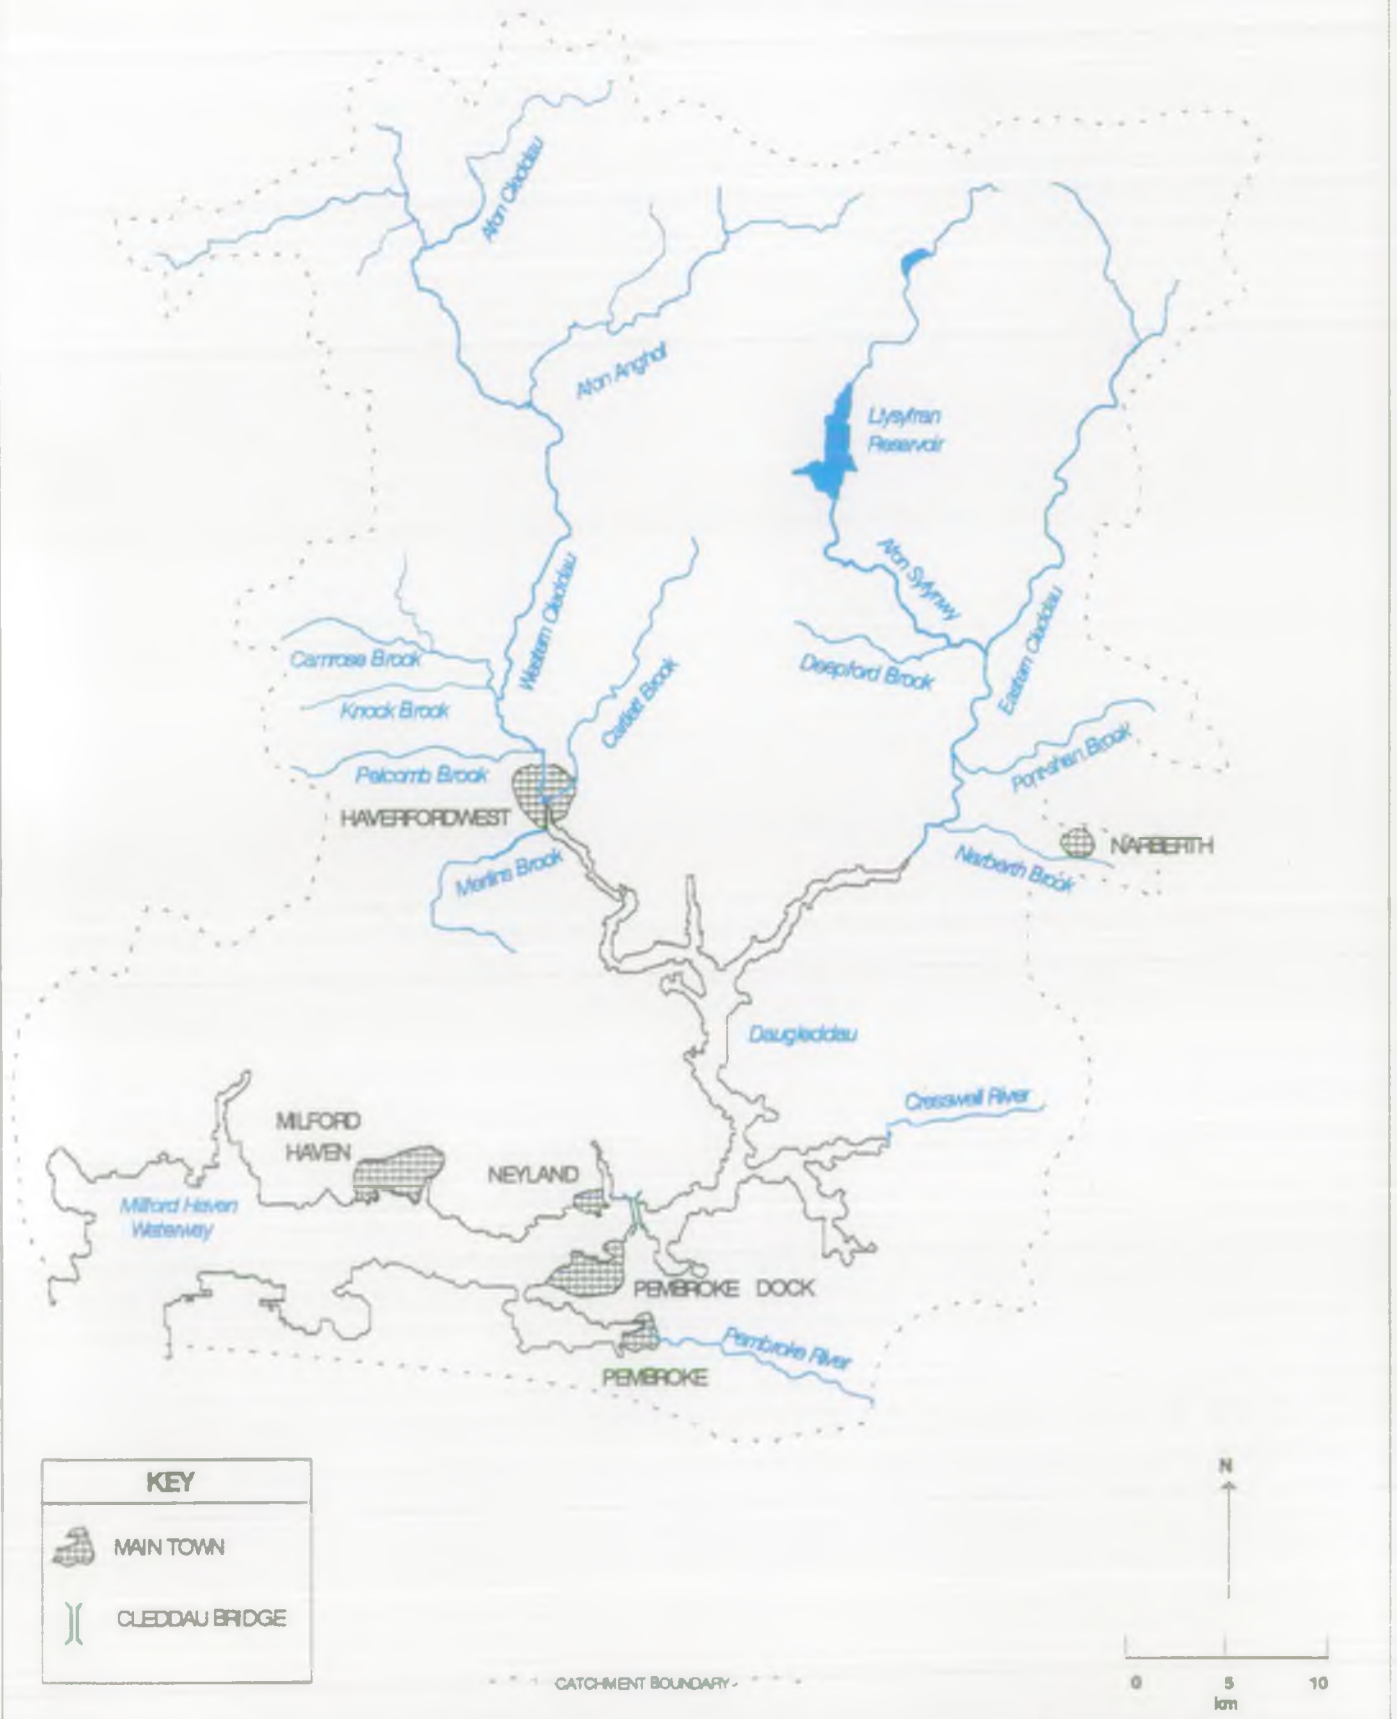 Afon Cleddau
Afon Anghof
Llysyfran
Reservoir
Afon Syfynwy
Western Cleddau
Eastern Cleddau
Camrose Brook
Knock Brook
Pelcomb Brook
Cartlett Brook
Deepford Brook
Pont-shan Brook
HAVERFORDWEST
NARBERTH
Merlins Brook
Narberth Brook
Daugleddau
Cresswell River
MILFORD
HAVEN
NEYLAND
Milford Haven
Waterway
PEMBROKE DOCK
Pembroke River
PEMBROKE
KEY
MAIN TOWN
CLEDDAU BRIDGE
N
CATCHMENT BOUNDARY
0 5 10
km